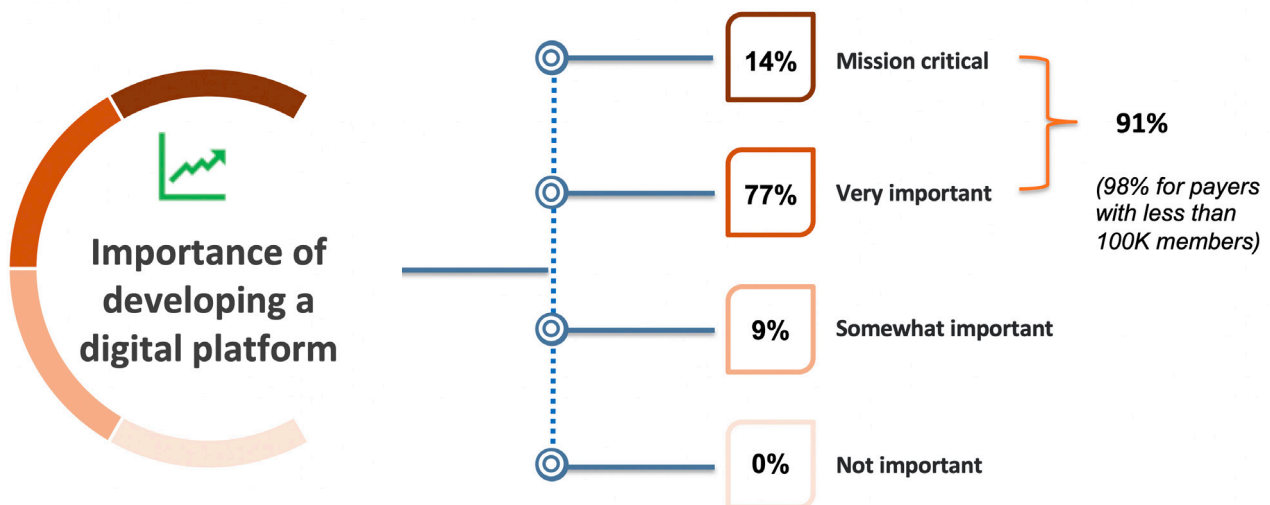 Importance of
developing a
digital platform
14% Mission critical
77% Very important
9% Somewhat important
0% Not important
91%
(98% for payers
with less than
100K members)